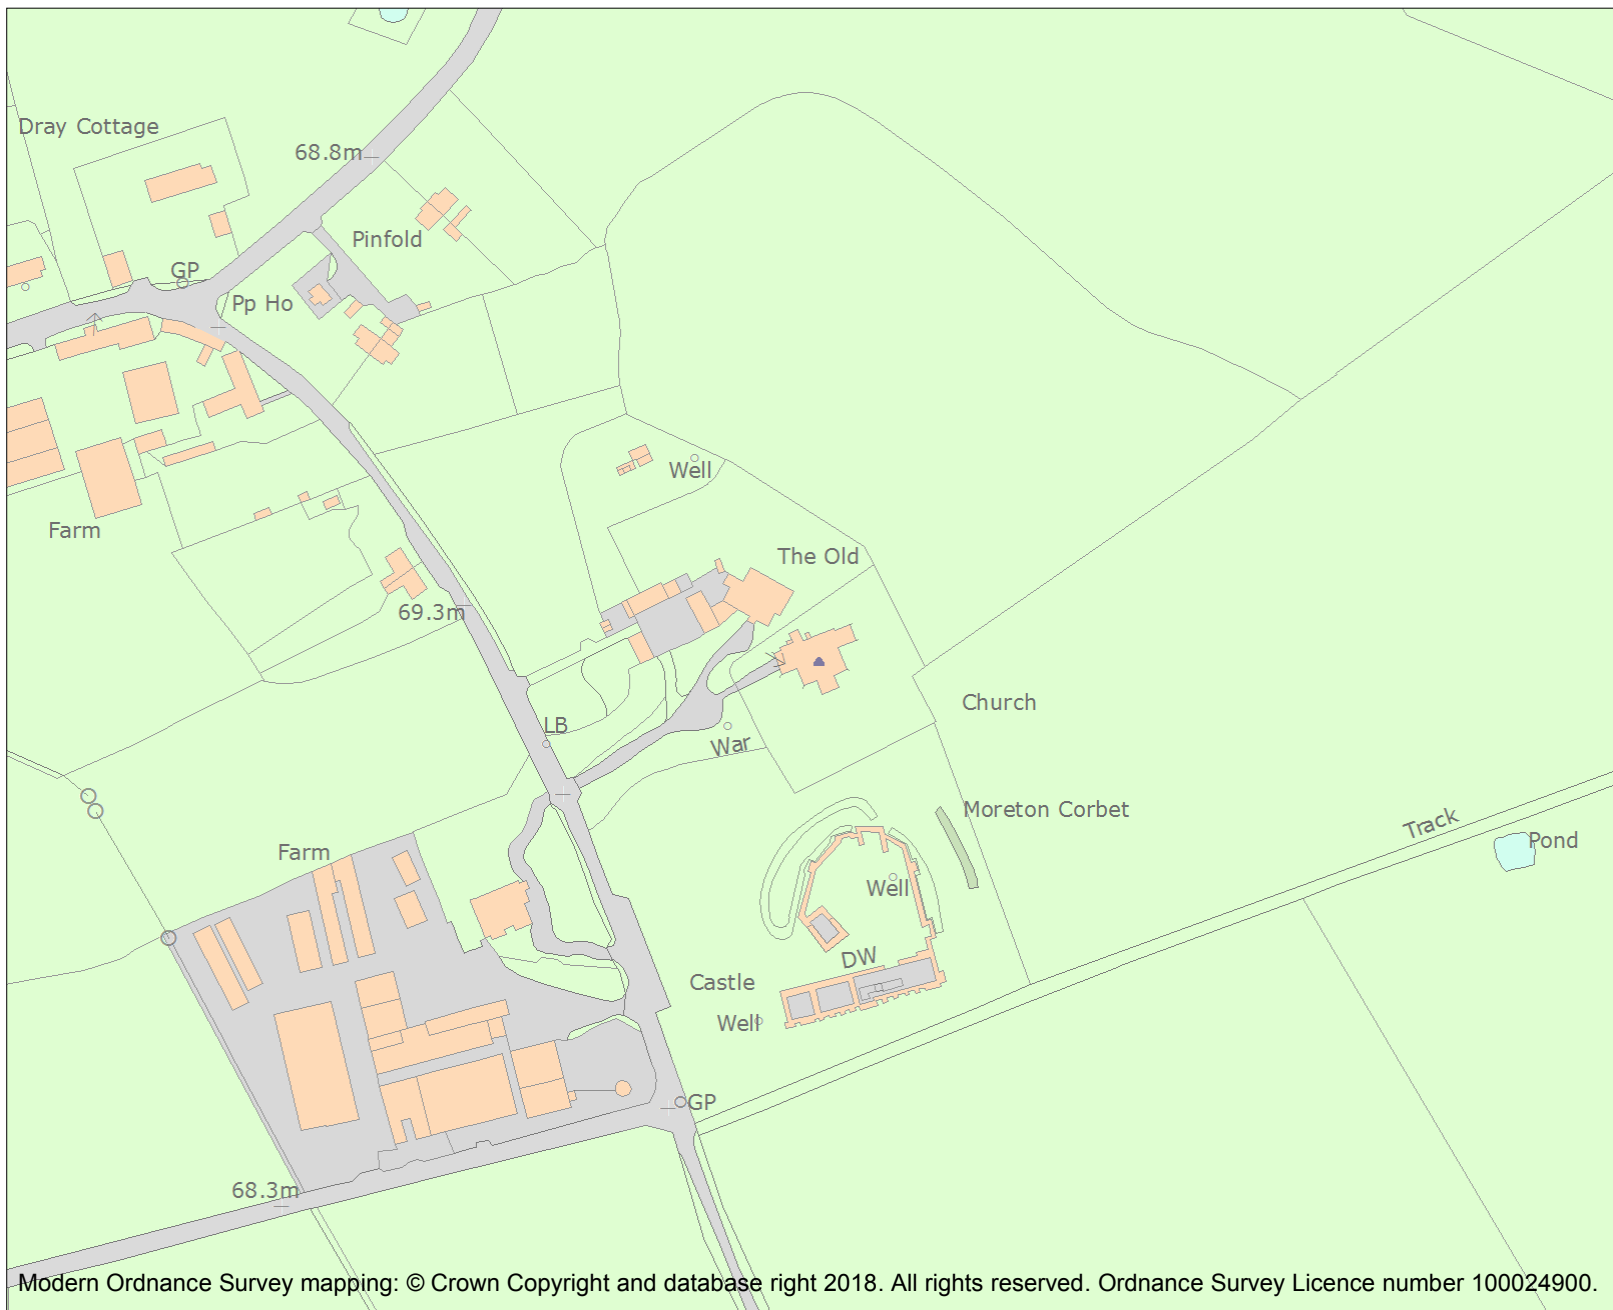 Dray Cottage
68.8m
Pinfold
GP
Pp Ho
Well
Farm
The Old
69.3m
Church
LB
War
Moreton Corbet
Track
Pond
Farm
Well
DW
Castle
Well
GP
68.3m
Modern Ordnance Survey mapping: © Crown Copyright and database right 2018. All rights reserved. Ordnance Survey Licence number 100024900.